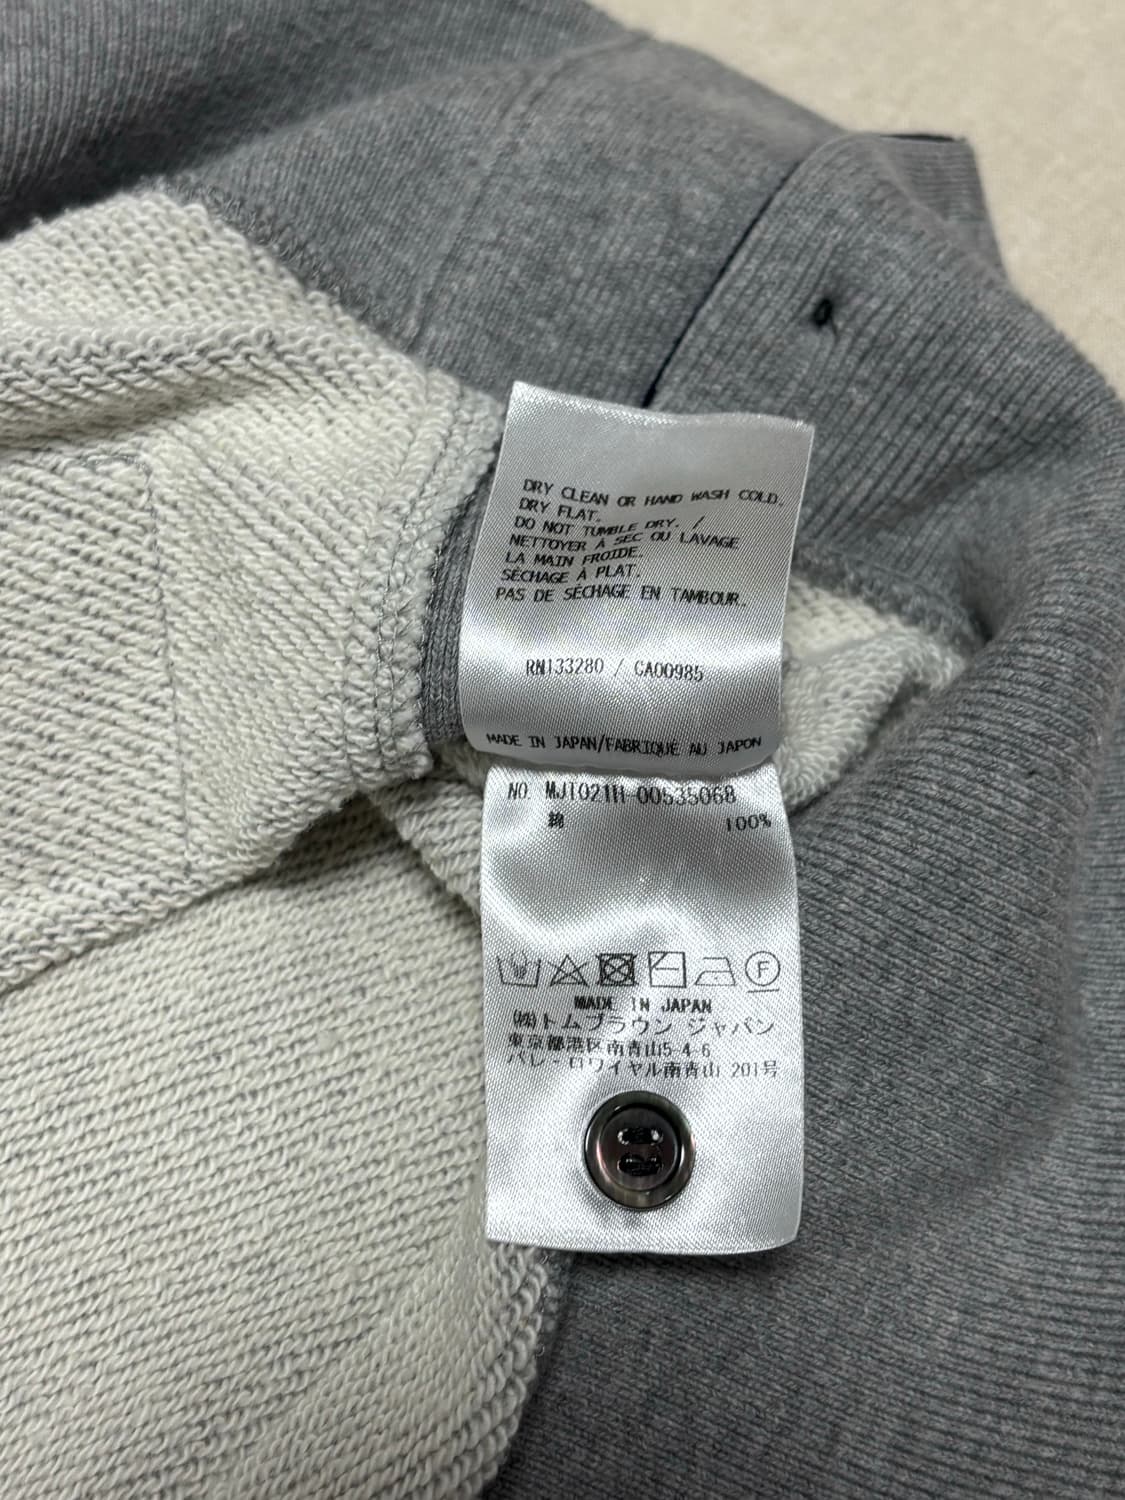 DRY CLEAN OR HAND WASH COLD.
DRY FLAT.
DO NOT TUMBLE DRY. /
NETTOYER À SEC OU LAVAGE
LA MAIN FROIDE.
SÉCHAGE À PLAT.
PAS DE SÉCHAGE EN TAMBOUR.
RN133280 / CA00985
MADE IN JAPAN/FABRIQUÉ AU JAPON
NO. MJT021H-00535068
綿 100%
F
MADE IN JAPAN
(株)トムブラウン ジャパン
東京都港区南青山5-4-6
パレ・ロワイヤル南青山 201号